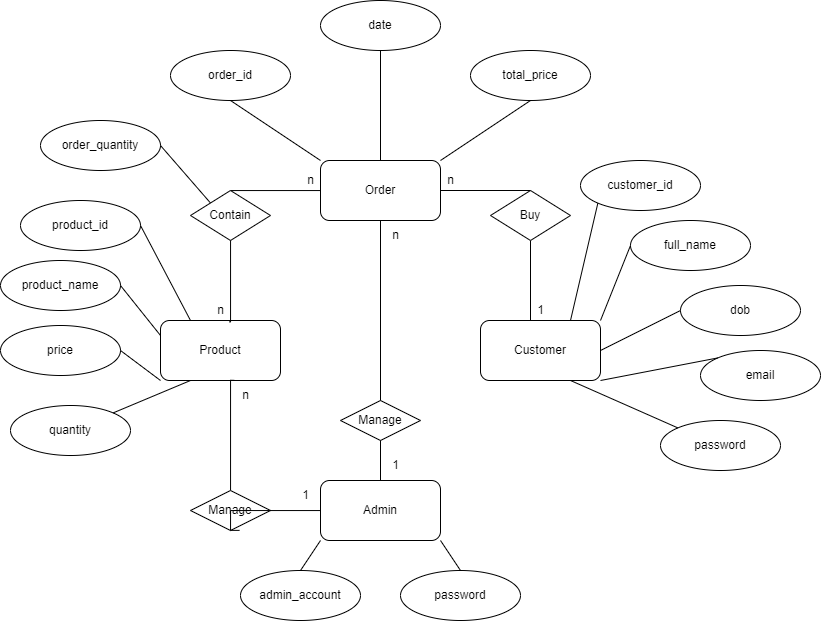 date
order_id
total_price
order_quantity
n
Order
n
customer_id
Contain
Buy
product_id
n
full_name
product_name
n
1
dob
Product
Customer
price
email
n
quantity
Manage
password
1
1
Manage
Admin
admin_account
password